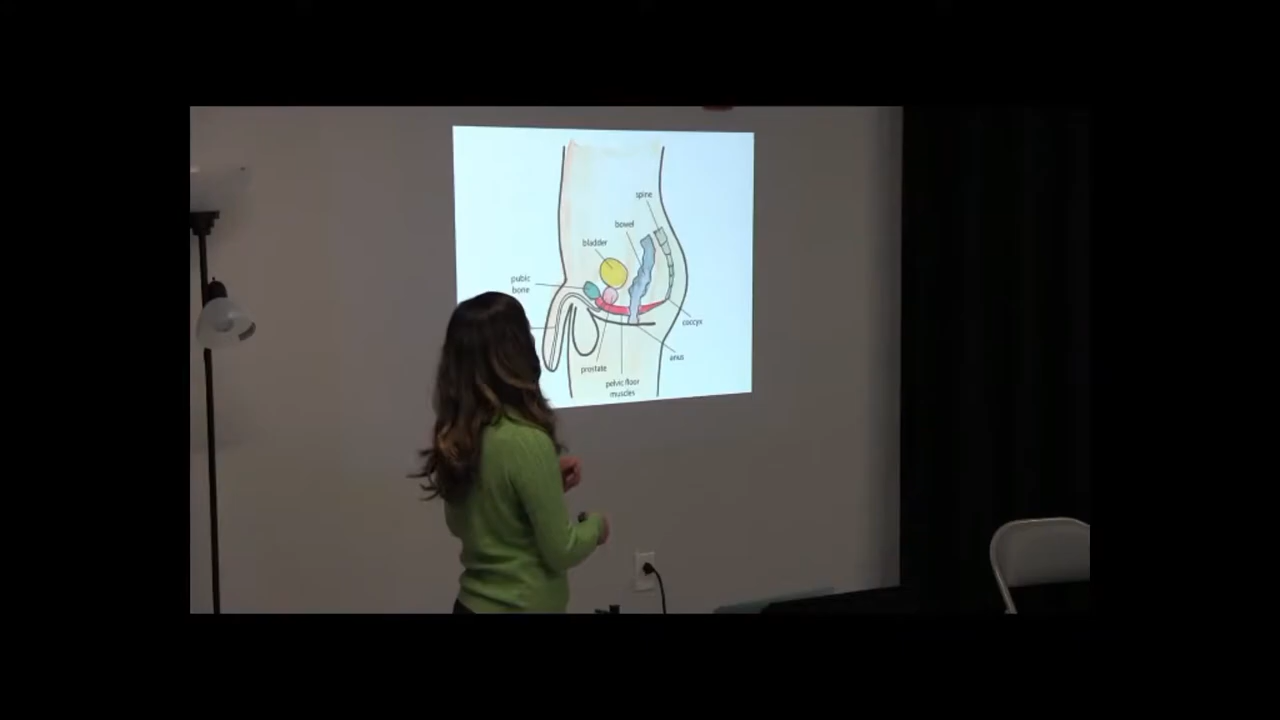 spine
bowel
bladder
pubic
bone
coccyx
anus
prostate
pelvic floor
muscles